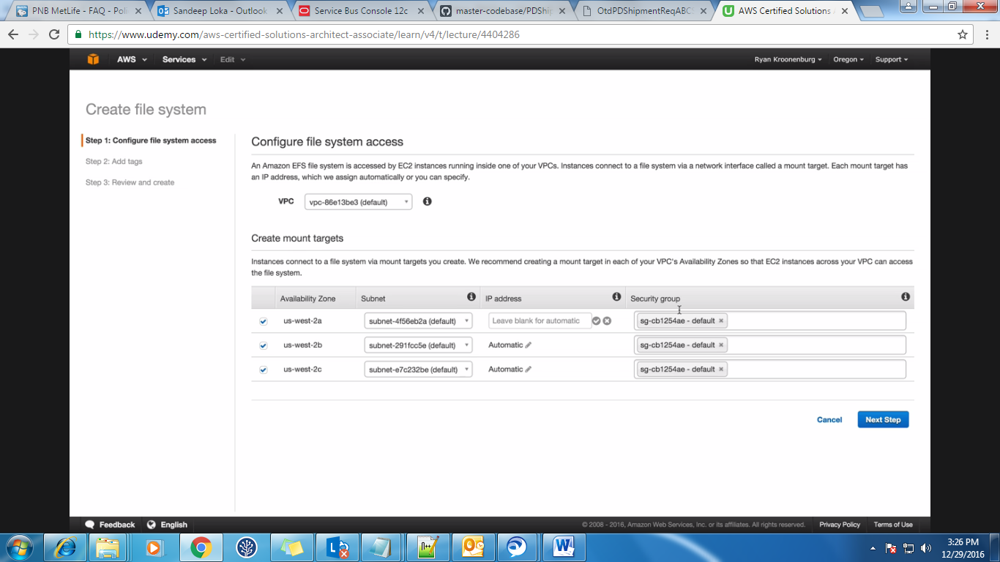 PNB MetLife - FAQ - Poli
Sandeep Loka - Outlook
Service Bus Console 12c
master-codebase/PDShip
OtdPDShipmentReqABCS
AWS Certified Solutions A
https://www.udemy.com/aws-certified-solutions-architect-associate/learn/v4/t/lecture/4404286
AWS
Services
Edit
Ryan Kroonenburg
Oregon
Support
Create file system
Step 1: Configure file system access
Step 2: Add tags
Step 3: Review and create
Configure file system access
An Amazon EFS file system is accessed by EC2 instances running inside one of your VPCs. Instances connect to a file system via a network interface called a mount target. Each mount target has
an IP address, which we assign automatically or you can specify.
VPC
vpc-86e13be3 (default)
Create mount targets
Instances connect to a file system via mount targets you create. We recommend creating a mount target in each of your VPC's Availability Zones so that EC2 instances across your VPC can access
the file system.
Availability Zone
Subnet
IP address
Security group
us-west-2a
subnet-4f56eb2a (default)
Leave blank for automatic
sg-cb1254ae - default
us-west-2b
subnet-291fcc5e (default)
Automatic
sg-cb1254ae - default
us-west-2c
subnet-e7c232be (default)
Automatic
sg-cb1254ae - default
Cancel
Next Step
Feedback
English
© 2008 - 2016, Amazon Web Services, Inc. or its affiliates. All rights reserved.
Privacy Policy
Terms of Use
3:26 PM
12/29/2016